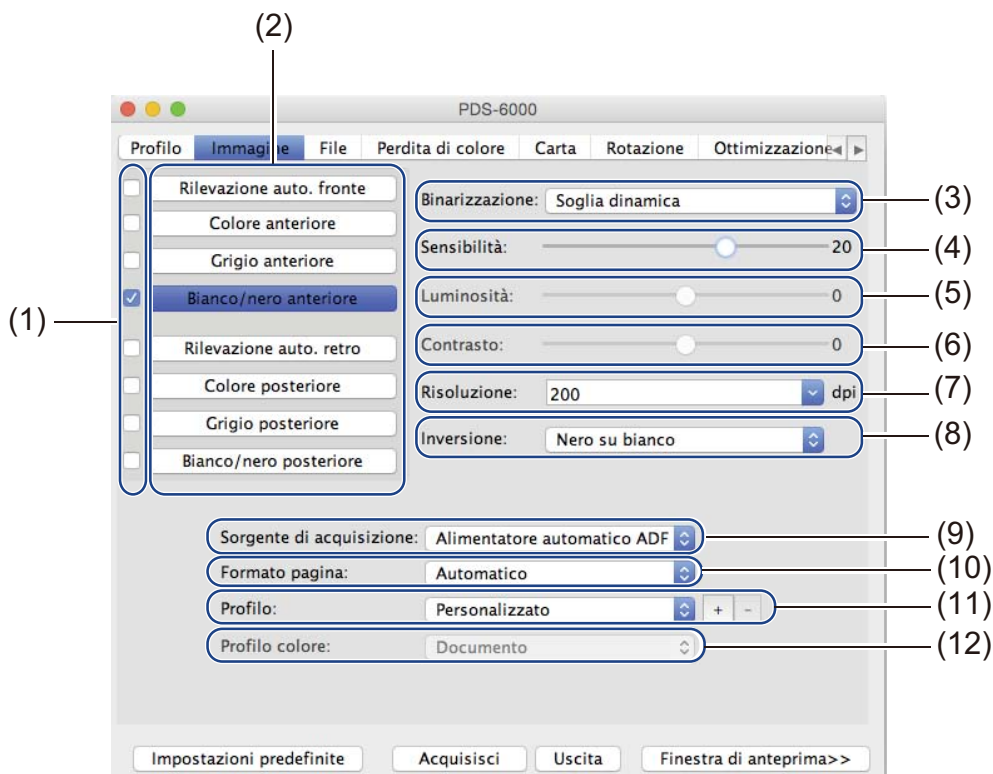 (2)
PDS-6000
Profilo Immagine File Perdita di colore Carta Rotazione Ottimizzazione
Rilevazione auto. fronte
Colore anteriore
Grigio anteriore
Bianco/nero anteriore
Rilevazione auto. retro
Colore posteriore
Grigio posteriore
Bianco/nero posteriore
(1)
Binarizzazione: Soglia dinamica (3)
Sensibilità: 20 (4)
Luminosità: 0 (5)
Contrasto: 0 (6)
Risoluzione: 200 dpi (7)
Inversione: Nero su bianco (8)
Sorgente di acquisizione: Alimentatore automatico ADF (9)
Formato pagina: Automatico (10)
Profilo: Personalizzato + - (11)
Profilo colore: Documento (12)
Impostazioni predefinite Acquisisci Uscita Finestra di anteprima>>